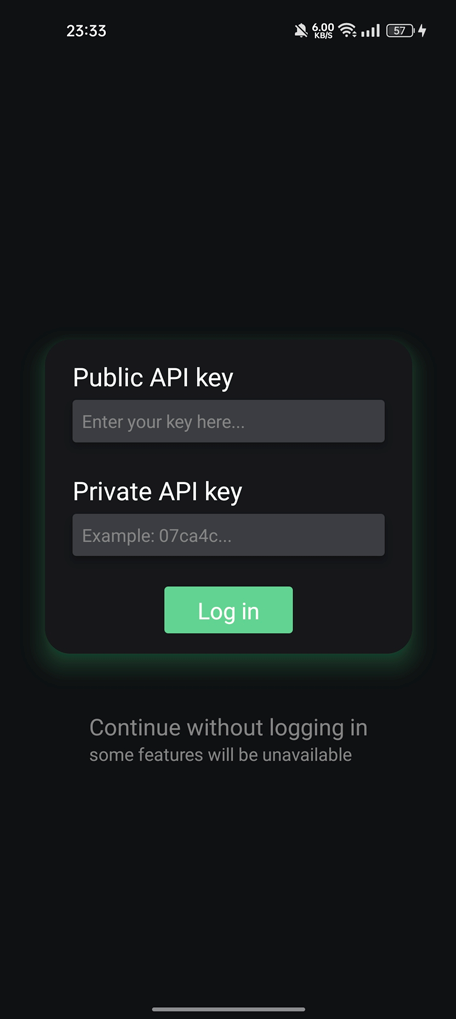 23:33
6.00
KB/S
57
Public API key
Enter your key here...
Private API key
Example: 07ca4c...
Log in
Continue without logging in
some features will be unavailable